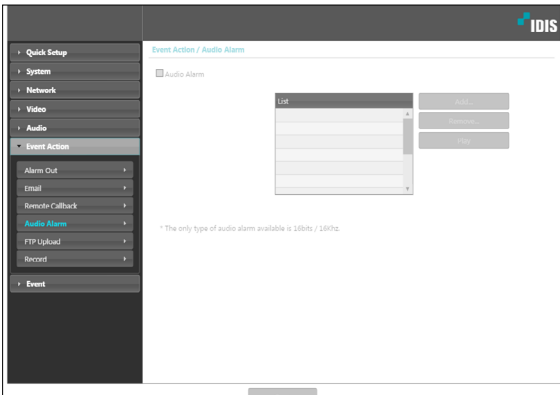 IDIS
Quick Setup
System
Network
Video
Audio
Event Action
Alarm Out
Email
Remote Callback
Audio Alarm
FTP Upload
Record
Event
Event Action / Audio Alarm
Audio Alarm
List
Add...
Remove...
Play
* The only type of audio alarm available is 16bits / 16Khz.